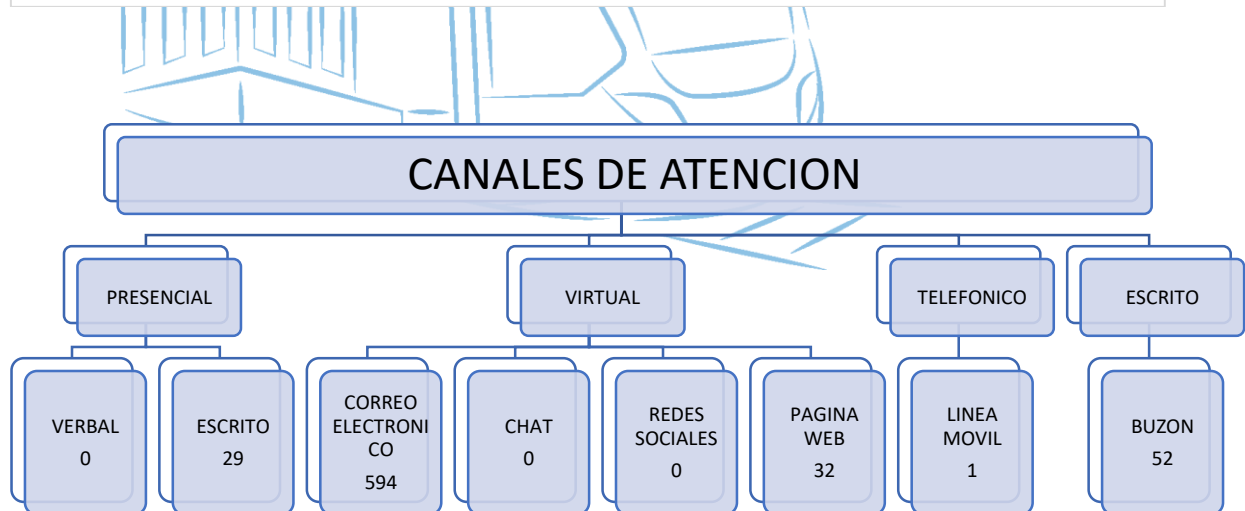 CANALES DE ATENCION
PRESENCIAL
VIRTUAL
TELEFONICO
ESCRITO
VERBAL
0
ESCRITO
29
CORREO
ELECTRONI
CO
594
CHAT
0
REDES
SOCIALES
0
PAGINA
WEB
32
LINEA
MOVIL
1
BUZON
52